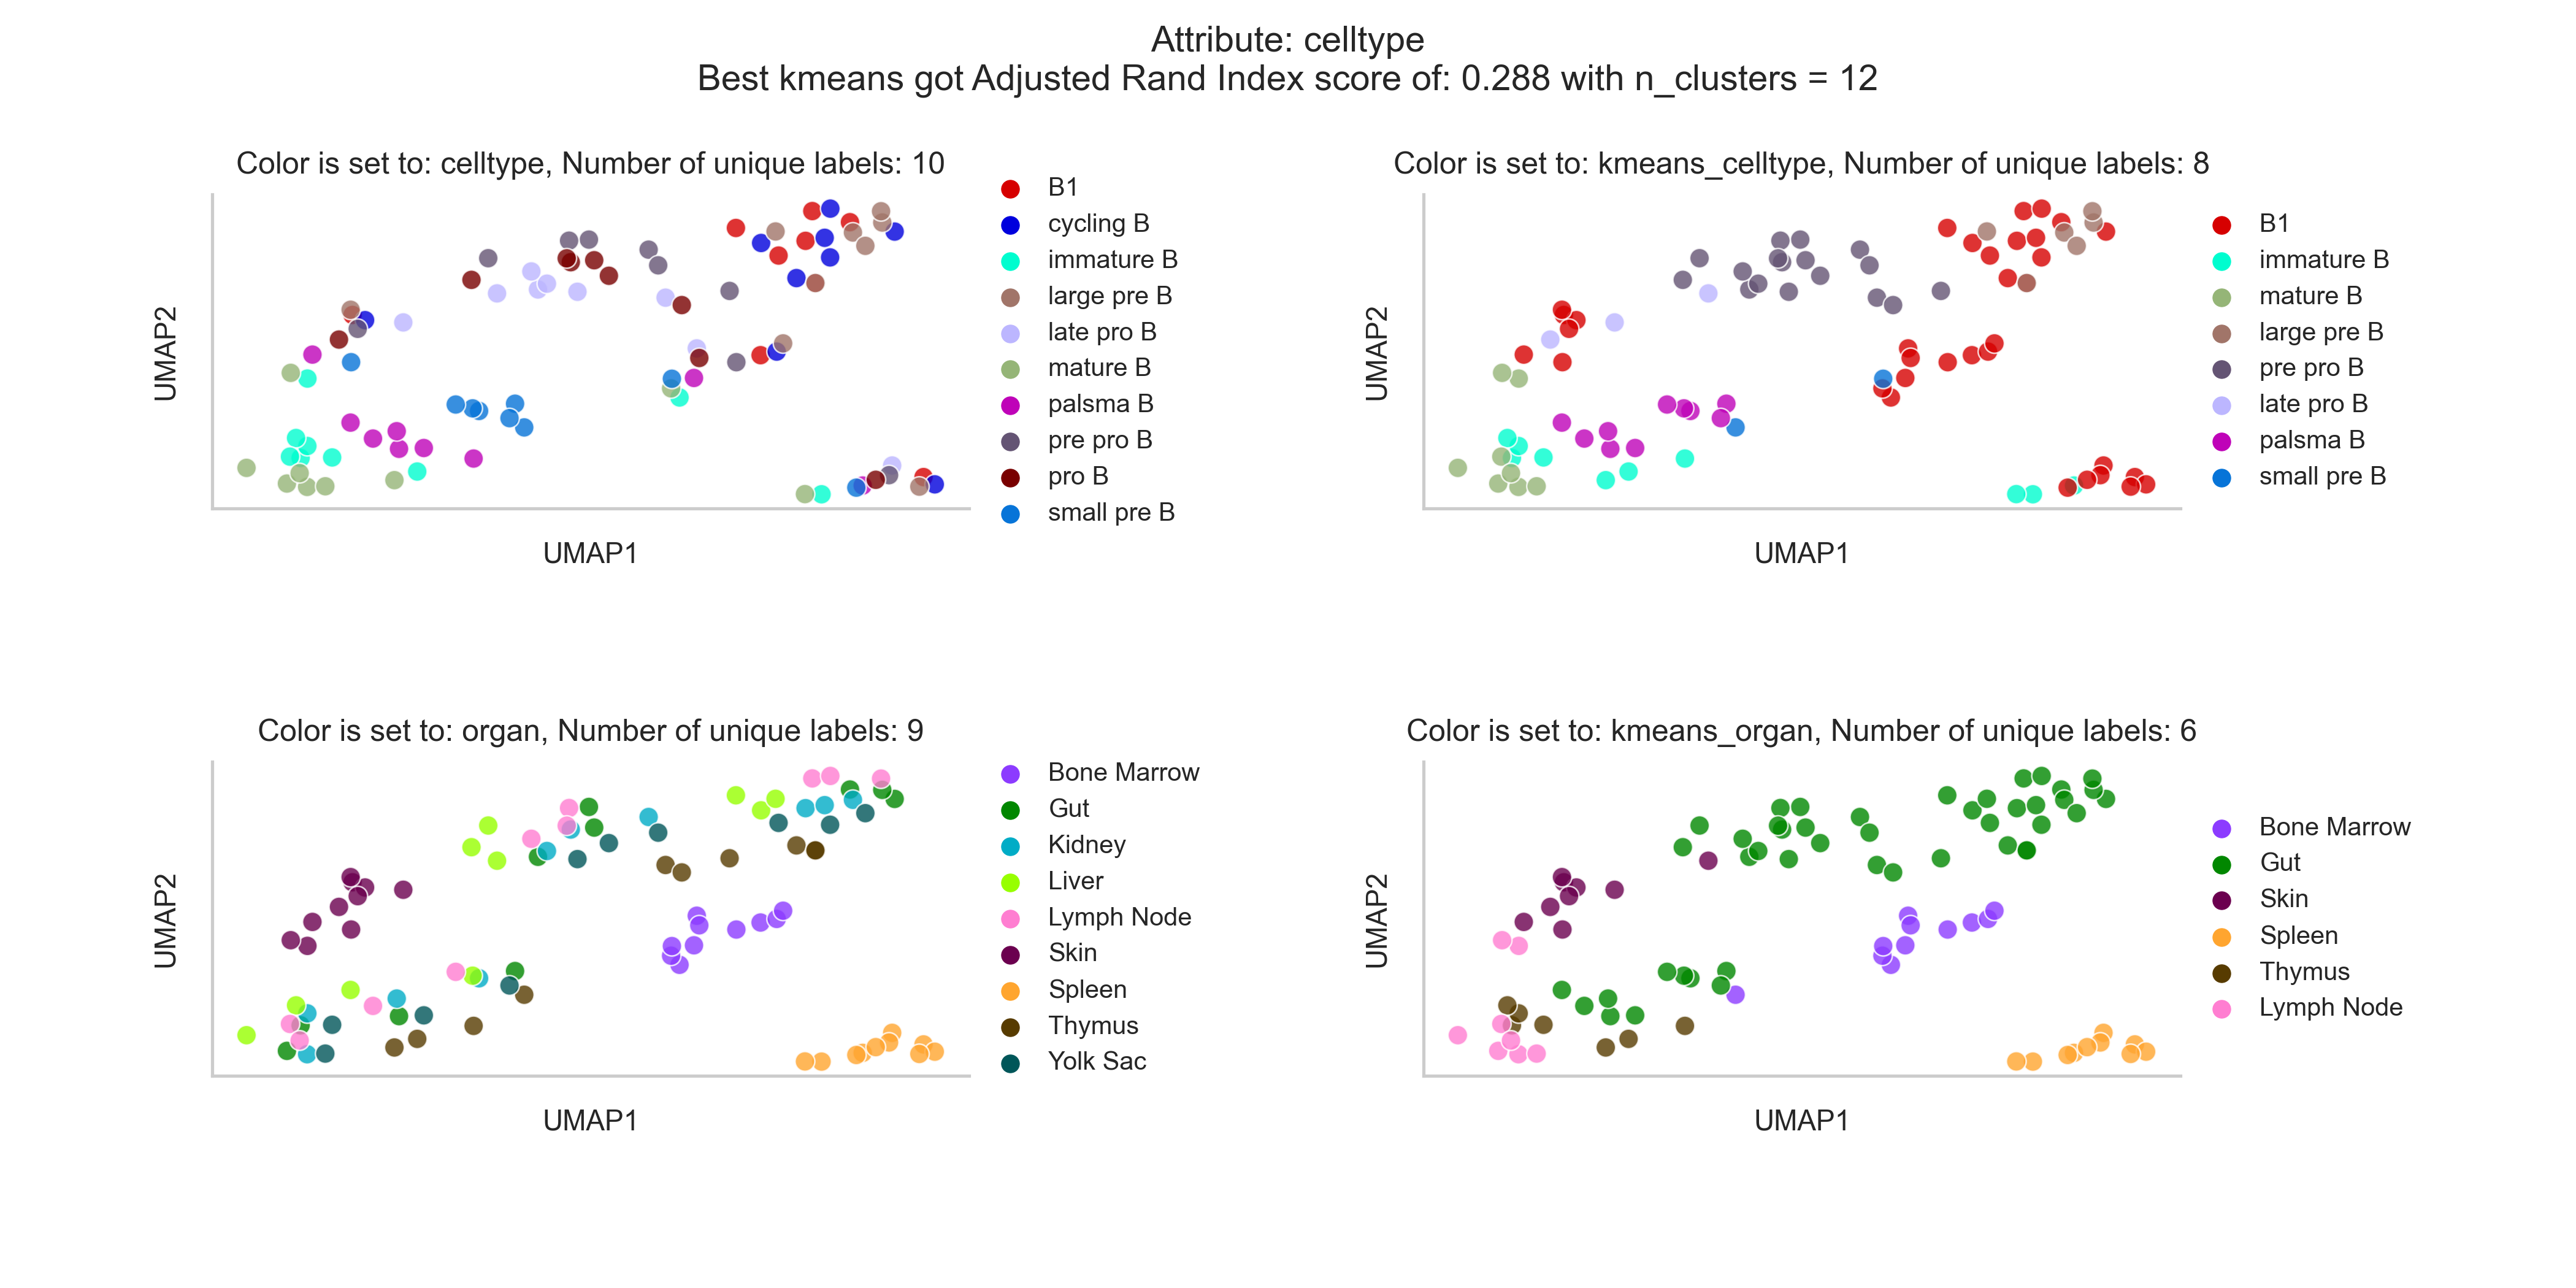 Attribute: celltype
Best kmeans got Adjusted Rand Index score of: 0.288 with n_clusters = 12
Color is set to: celltype, Number of unique labels: 10
UMAP2
UMAP1
B1
cycling B
immature B
large pre B
late pro B
mature B
palsma B
pre pro B
pro B
small pre B
Color is set to: kmeans_celltype, Number of unique labels: 8
UMAP2
UMAP1
B1
immature B
mature B
large pre B
pre pro B
late pro B
palsma B
small pre B
Color is set to: organ, Number of unique labels: 9
UMAP2
UMAP1
Bone Marrow
Gut
Kidney
Liver
Lymph Node
Skin
Spleen
Thymus
Yolk Sac
Color is set to: kmeans_organ, Number of unique labels: 6
UMAP2
UMAP1
Bone Marrow
Gut
Skin
Spleen
Thymus
Lymph Node